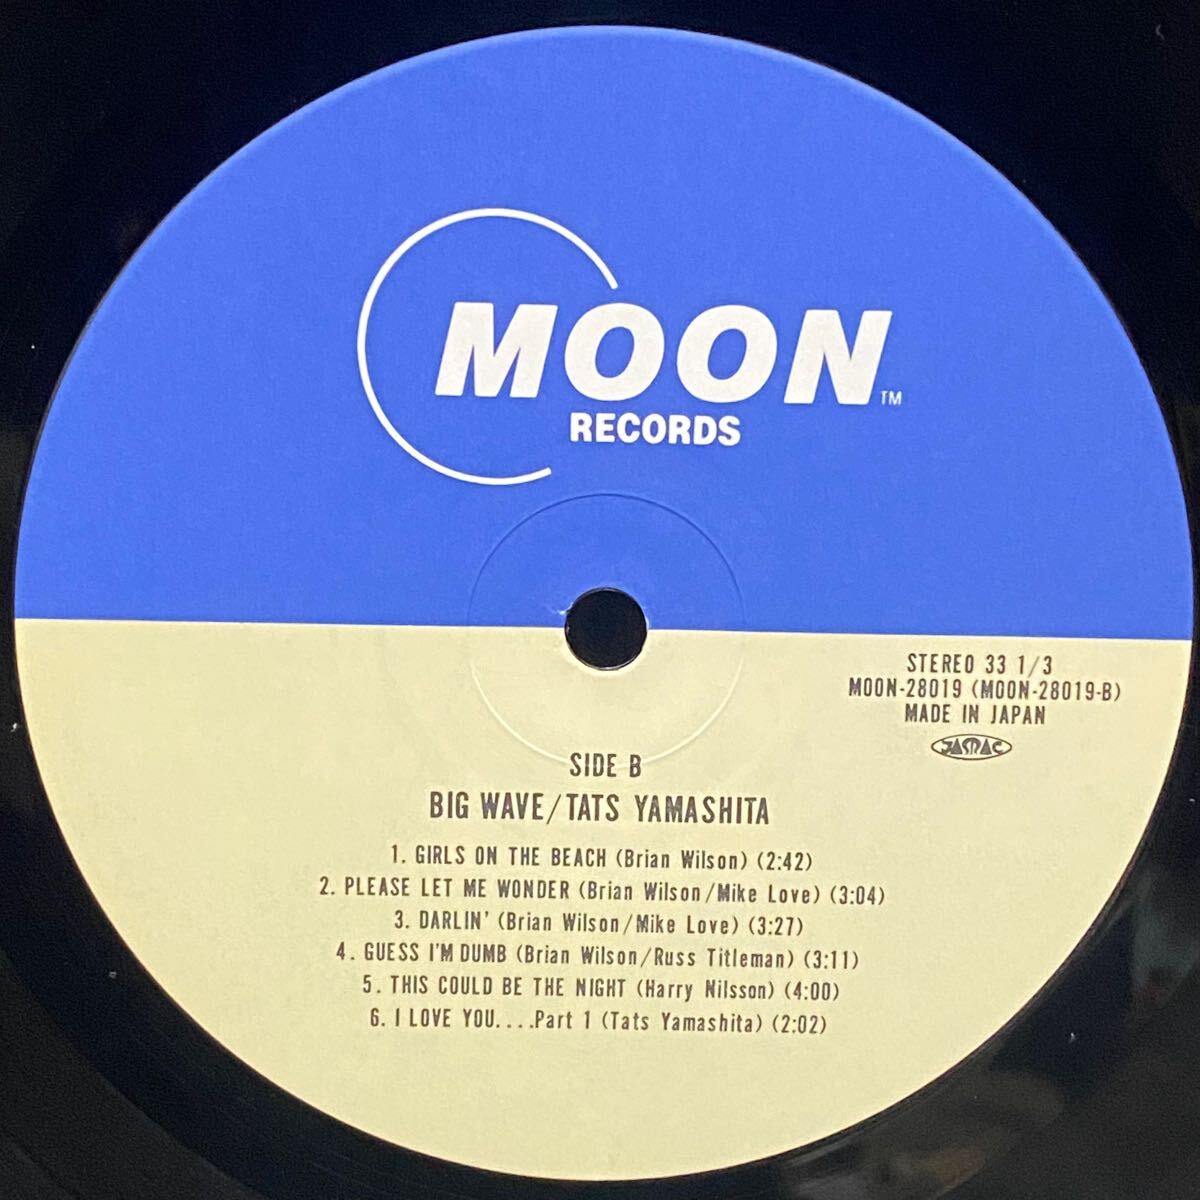 MOON™
RECORDS
STEREO 33 1/3
MOON-28019 (MOON-28019-B)
MADE IN JAPAN
JASRAC
SIDE B
BIG WAVE/TATS YAMASHITA
1. GIRLS ON THE BEACH (Brian Wilson) (2:42)
2. PLEASE LET ME WONDER (Brian Wilson/Mike Love) (3:04)
3. DARLIN' (Brian Wilson/Mike Love) (3:27)
4. GUESS I'M DUMB (Brian Wilson/Russ Titleman) (3:11)
5. THIS COULD BE THE NIGHT (Harry Nilsson) (4:00)
6. I LOVE YOU....Part 1 (Tats Yamashita) (2:02)